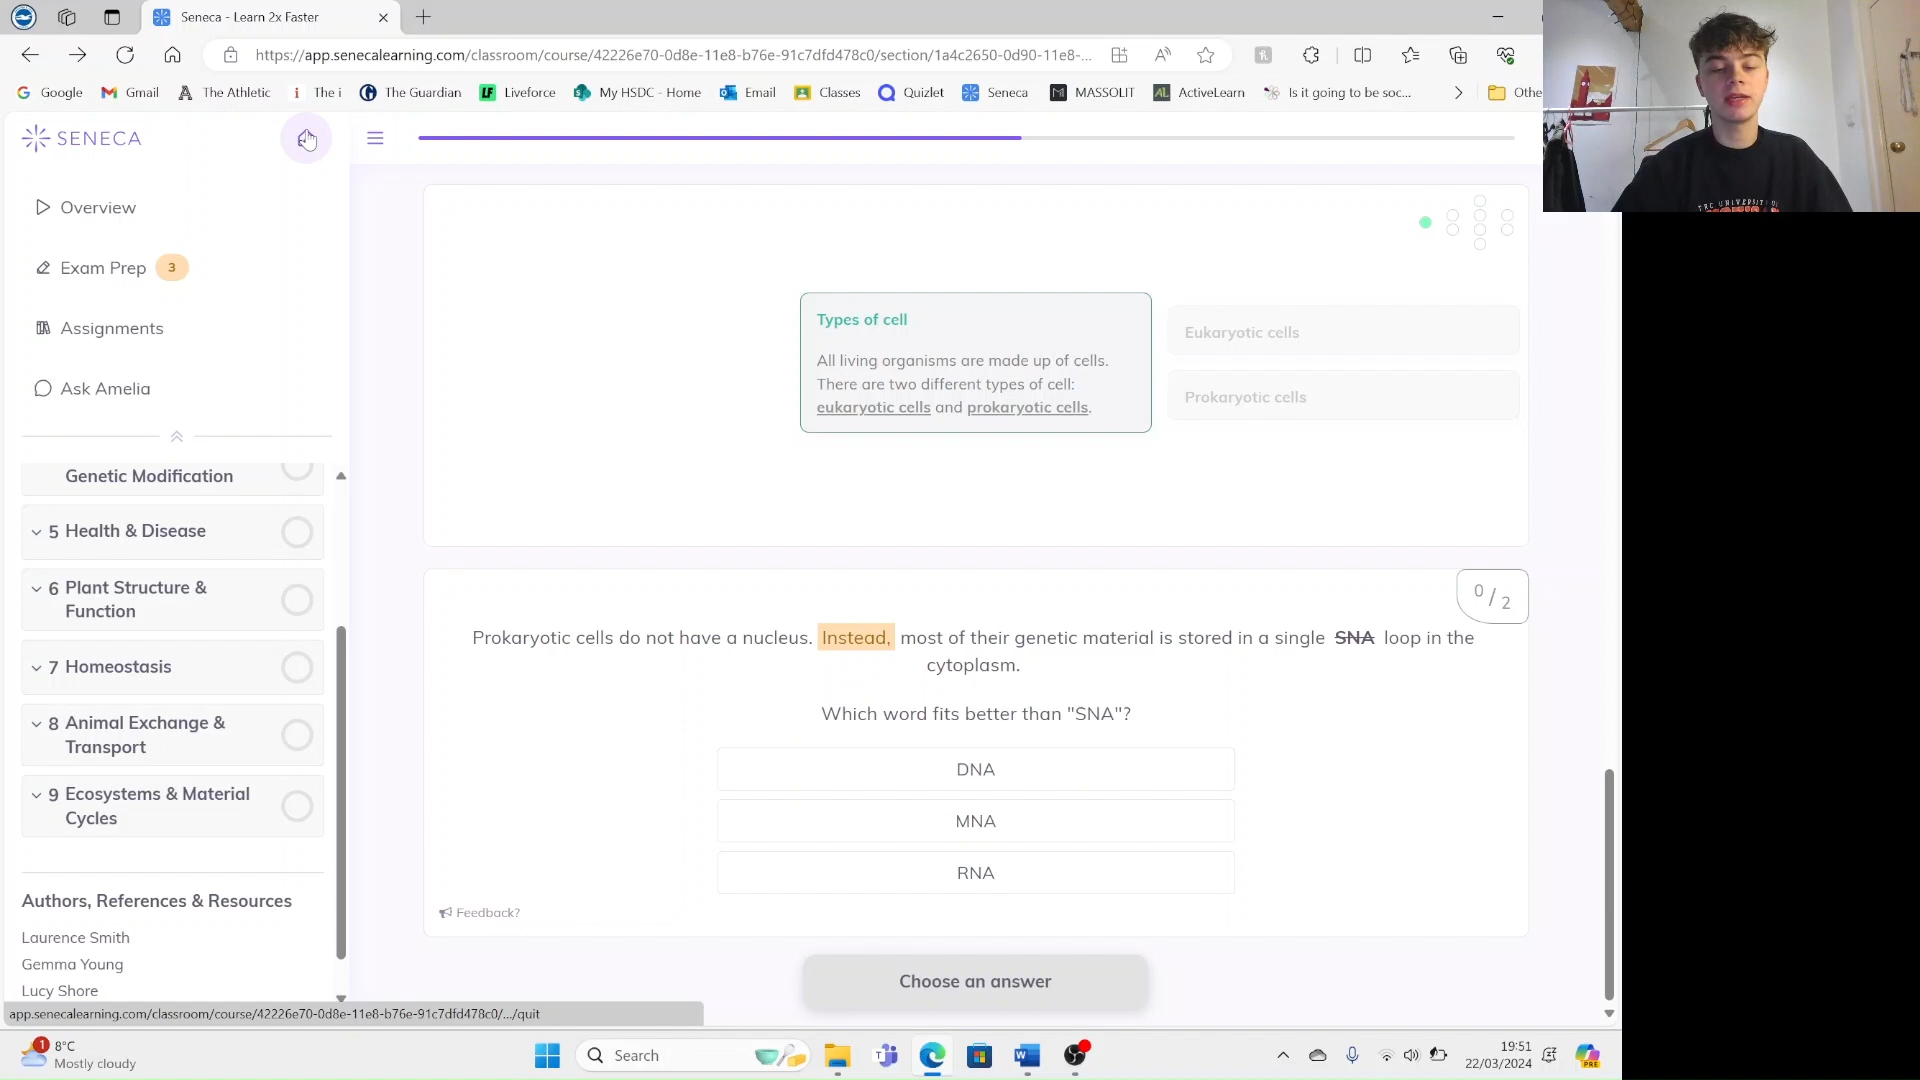 Seneca - Learn 2x Faster
https://app.senecalearning.com/classroom/course/42226e70-0d8e-11e8-b76e-91c7dfd478c0/section/1a4c2650-0d90-11e8-...
Google Gmail The Athletic The i The Guardian Liveforce My HSDC - Home Email Classes Quizlet Seneca MASSOLIT ActiveLearn Is it going to be soc... Othe
SENECA
Overview
Exam Prep 3
Assignments
Ask Amelia
Genetic Modification
5 Health & Disease
6 Plant Structure &
Function
7 Homeostasis
8 Animal Exchange &
Transport
9 Ecosystems & Material
Cycles
Authors, References & Resources
Laurence Smith
Gemma Young
Lucy Shore
app.senecalearning.com/classroom/course/42226e70-0d8e-11e8-b76e-91c7dfd478c0/.../quit
Types of cell
All living organisms are made up of cells.
There are two different types of cell:
eukaryotic cells and prokaryotic cells.
Eukaryotic cells
Prokaryotic cells
0 / 2
Prokaryotic cells do not have a nucleus. Instead, most of their genetic material is stored in a single SNA loop in the
cytoplasm.
Which word fits better than "SNA"?
DNA
MNA
RNA
Feedback?
Choose an answer
1
8°C
Mostly cloudy
Search
19:51
22/03/2024
PRE